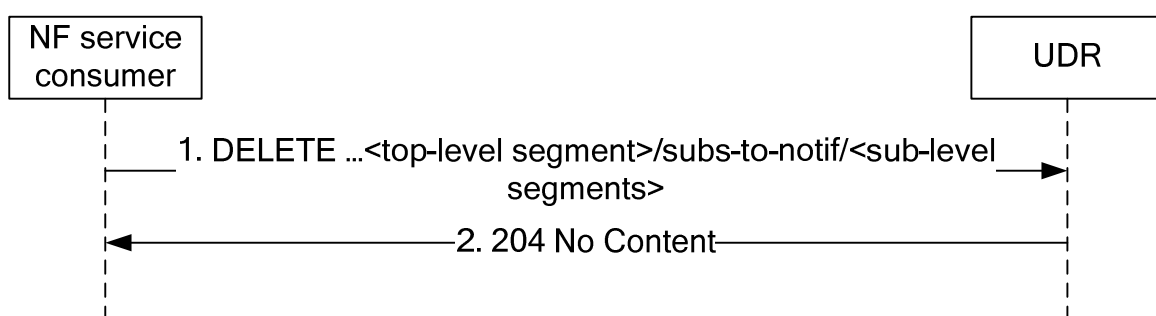 NF service
consumer
UDR
1. DELETE ...<top-level segment>/subs-to-notif/<sub-level
segments>
2. 204 No Content